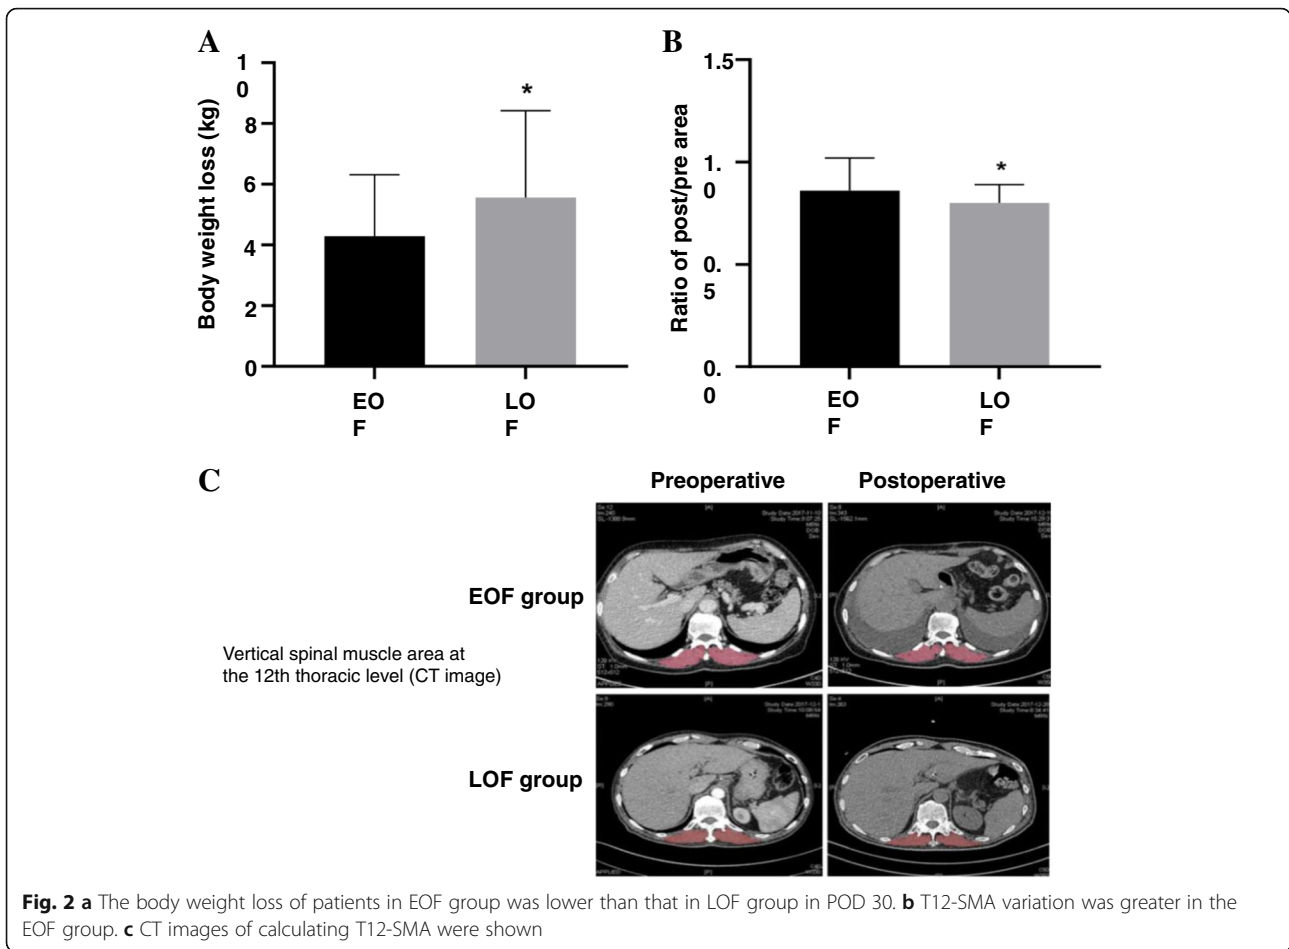 A
Body weight loss (kg)
1
0
8
6
4
2
0
*
EO
F
LO
F
B
Ratio of post/pre area
1.5
1.
0
0.
5
0.
0
*
EO
F
LO
F
C
Preoperative
Postoperative
EOF group
Vertical spinal muscle area at
the 12th thoracic level (CT image)
LOF group
Fig. 2 a The body weight loss of patients in EOF group was lower than that in LOF group in POD 30. b T12-SMA variation was greater in the
EOF group. c CT images of calculating T12-SMA were shown